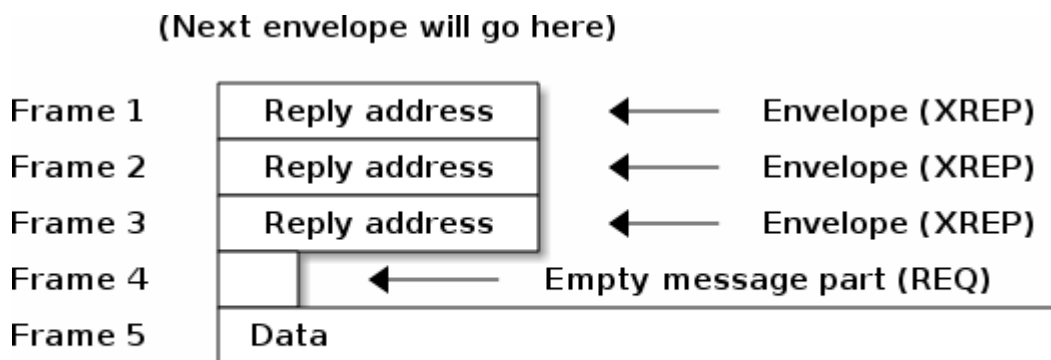 (Next envelope will go here)
Frame 1 Reply address Envelope (XREP)
Frame 2 Reply address Envelope (XREP)
Frame 3 Reply address Envelope (XREP)
Frame 4 Empty message part (REQ)
Frame 5 Data